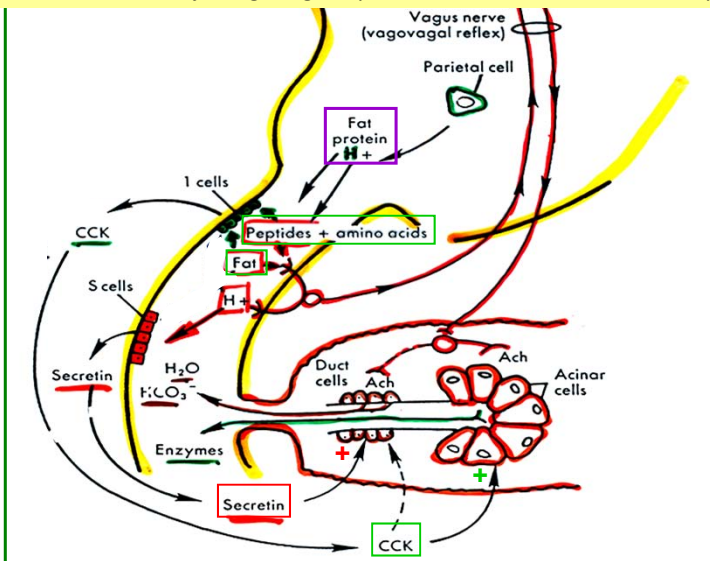 Vagus nerve
(vagovagal reflex)
Parietal cell
Fat
protein
H +
1 cells
CCK
Peptides + amino acids
Fat
S cells
H +
H₂O
HCO₃⁻
Secretin
Duct
cells
Ach
Ach
Acinar
cells
Enzymes
+
+
Secretin
CCK